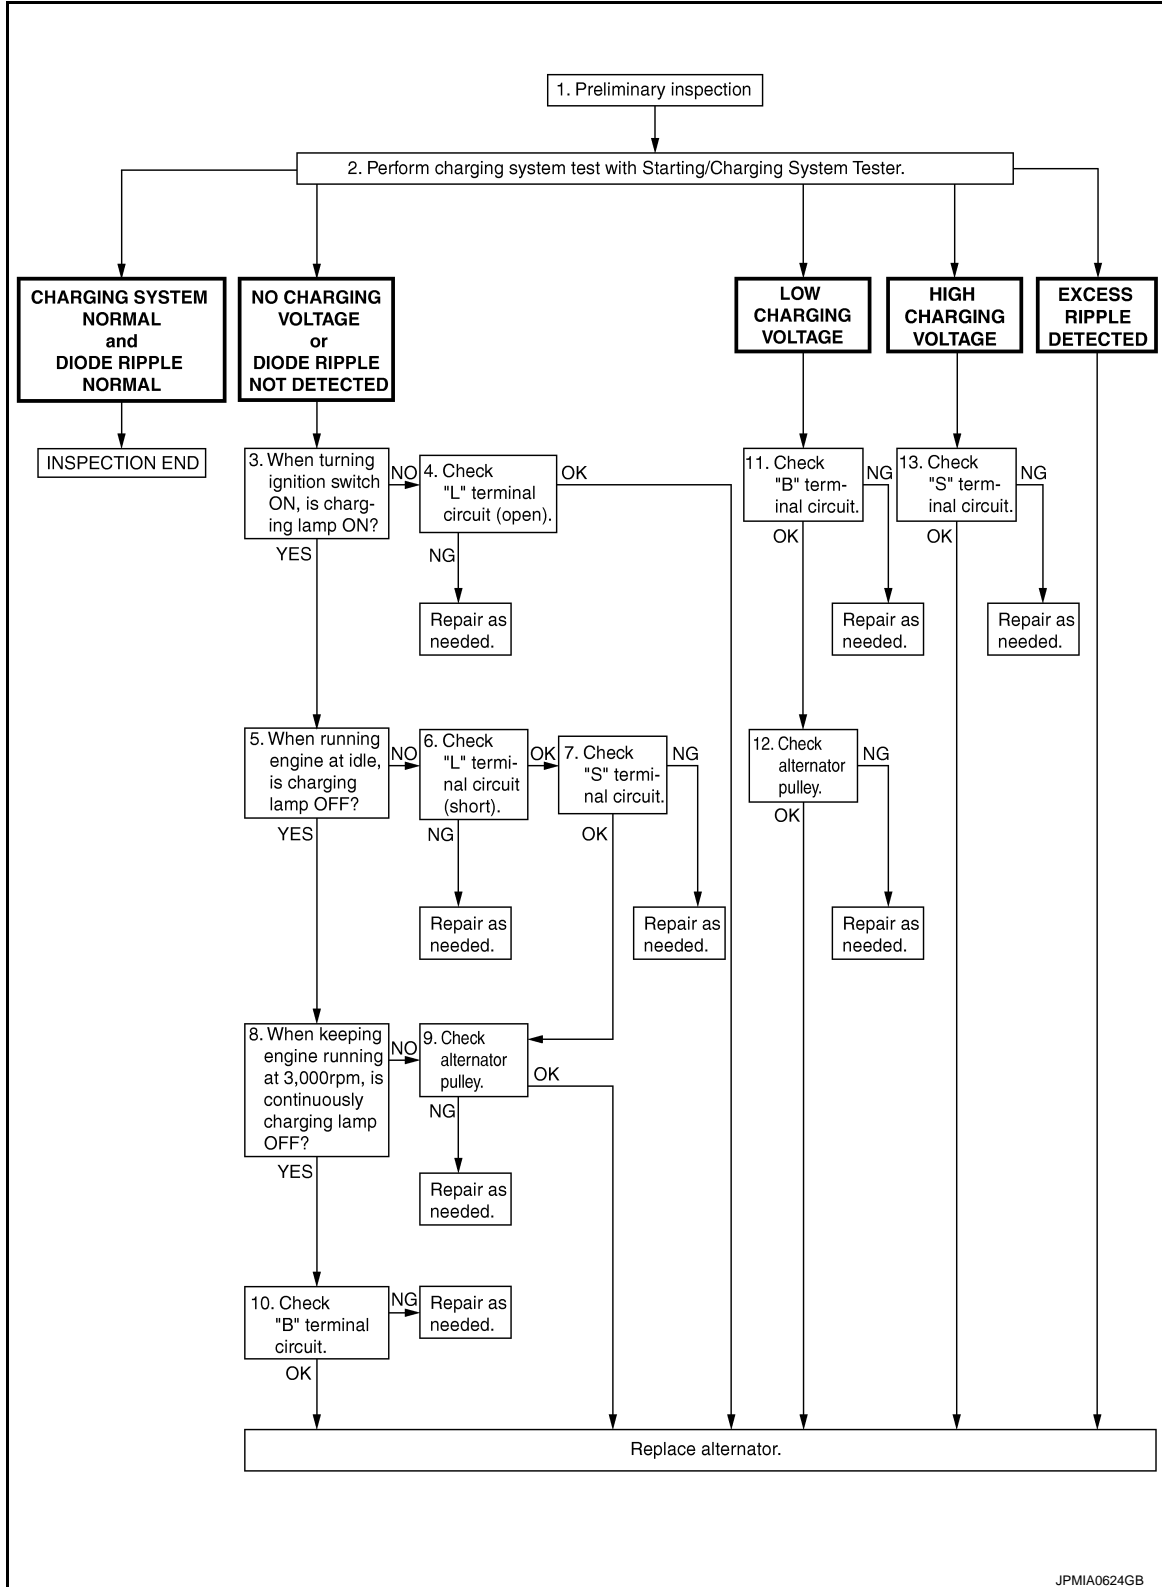 1. Preliminary inspection
2. Perform charging system test with Starting/Charging System Tester.
CHARGING SYSTEM
NORMAL
and
DIODE RIPPLE
NORMAL
NO CHARGING
VOLTAGE
or
DIODE RIPPLE
NOT DETECTED
LOW
CHARGING
VOLTAGE
HIGH
CHARGING
VOLTAGE
EXCESS
RIPPLE
DETECTED
INSPECTION END
3. When turning
ignition switch
ON, is charg-
ing lamp ON?
NO
YES
4. Check
"L" terminal
circuit (open).
OK
NG
Repair as
needed.
11. Check
"B" term-
inal circuit.
NG
OK
Repair as
needed.
13. Check
"S" term-
inal circuit.
NG
OK
Repair as
needed.
5. When running
engine at idle,
is charging
lamp OFF?
NO
YES
6. Check
"L" termi-
nal circuit
(short).
OK
NG
Repair as
needed.
7. Check
"S" termi-
nal circuit.
NG
OK
Repair as
needed.
12. Check
alternator
pulley.
NG
OK
Repair as
needed.
8. When keeping
engine running
at 3,000rpm, is
continuously
charging lamp
OFF?
NO
YES
9. Check
alternator
pulley.
OK
NG
Repair as
needed.
10. Check
"B" terminal
circuit.
NG
OK
Repair as
needed.
Replace alternator.
JPMIA0624GB